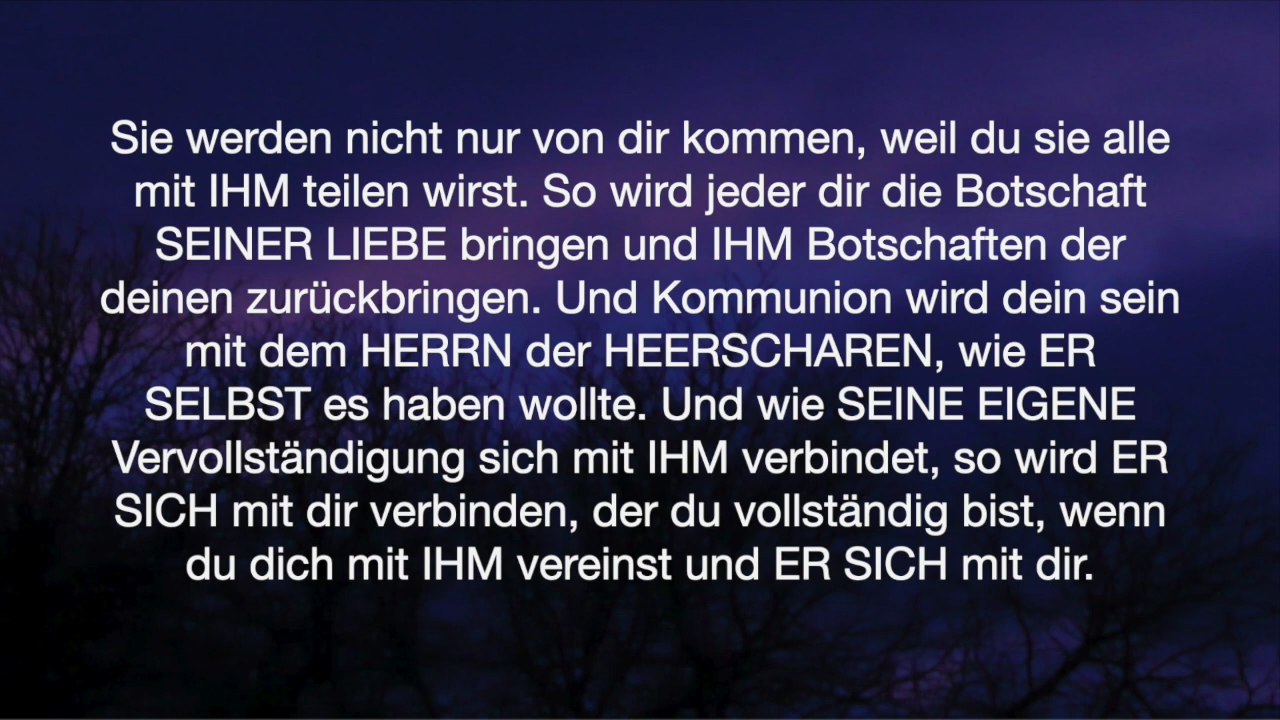 Sie werden nicht nur von dir kommen, weil du sie alle
mit IHM teilen wirst. So wird jeder dir die Botschaft
SEINER LIEBE bringen und IHM Botschaften der
deinen zurückbringen. Und Kommunion wird dein sein
mit dem HERRN der HEERSCHAREN, wie ER
SELBST es haben wollte. Und wie SEINE EIGENE
Vervollständigung sich mit IHM verbindet, so wird ER
SICH mit dir verbinden, der du vollständig bist, wenn
du dich mit IHM vereinst und ER SICH mit dir.